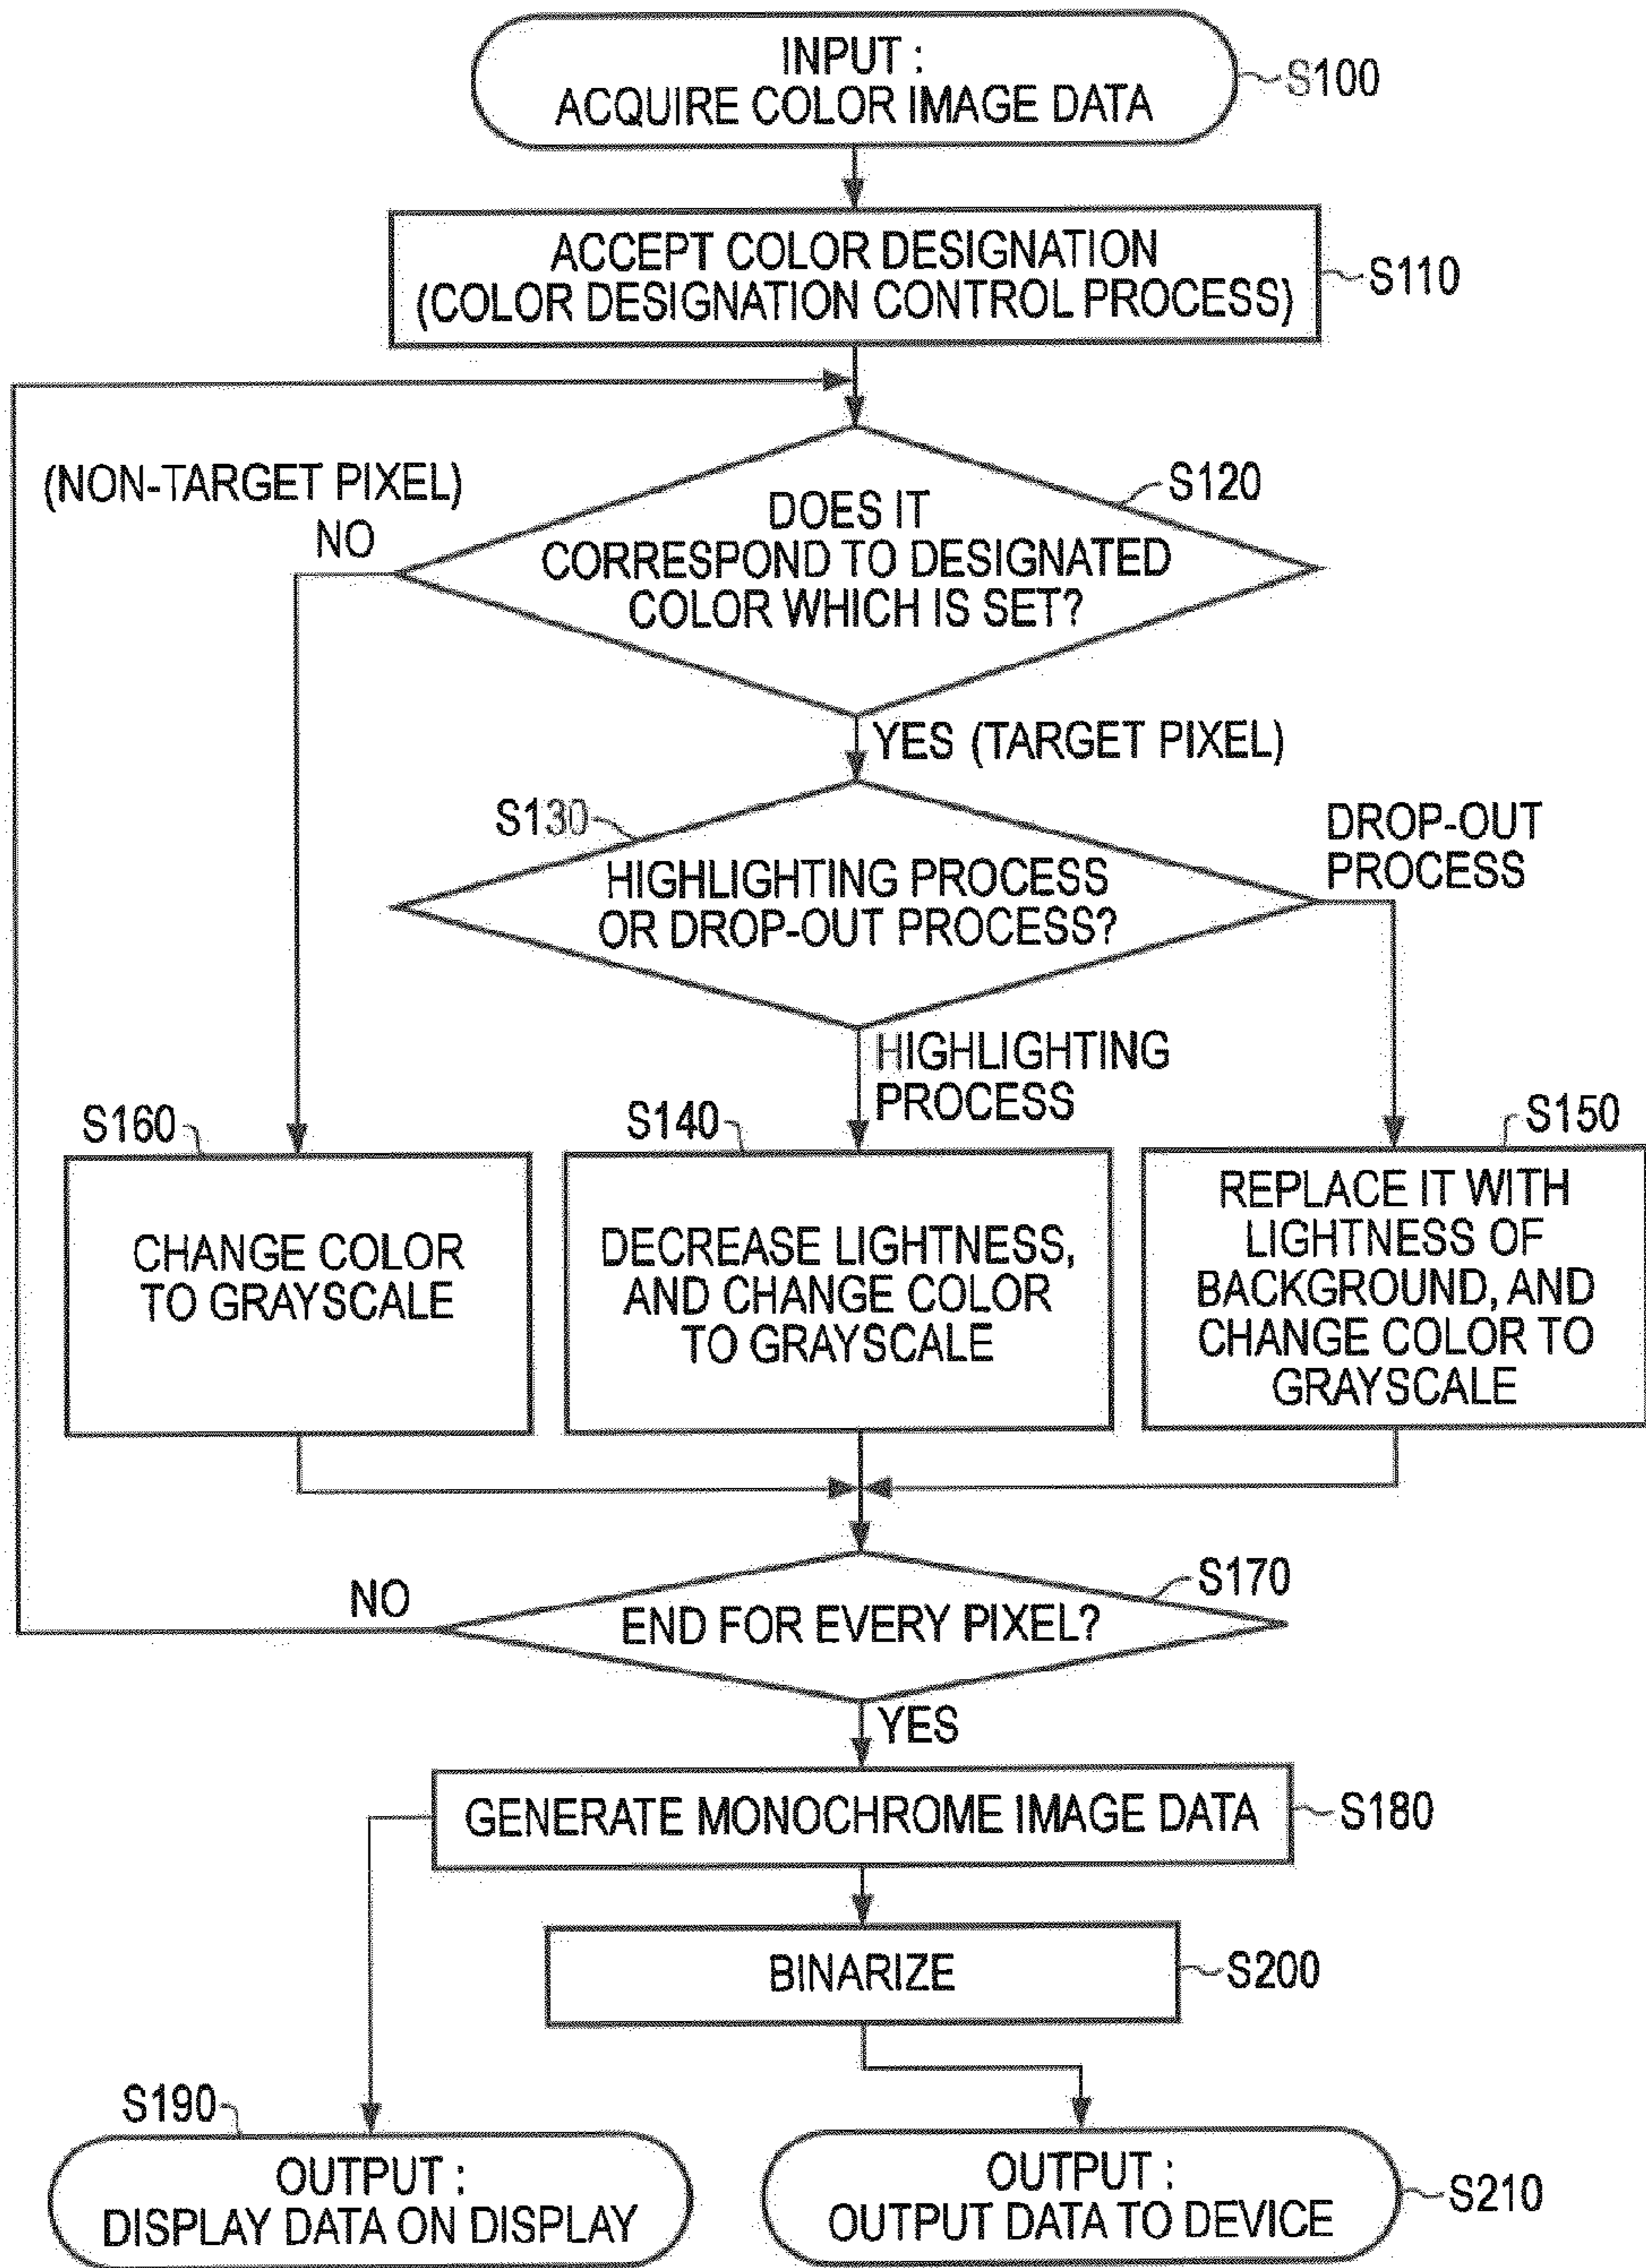 INPUT :
ACQUIRE COLOR IMAGE DATA
S100
ACCEPT COLOR DESIGNATION
(COLOR DESIGNATION CONTROL PROCESS)
S110
(NON-TARGET PIXEL)
NO
S120
DOES IT
CORRESPOND TO DESIGNATED
COLOR WHICH IS SET?
YES (TARGET PIXEL)
S130
HIGHLIGHTING PROCESS
OR DROP-OUT PROCESS?
DROP-OUT
PROCESS
HIGHLIGHTING
PROCESS
S160
CHANGE COLOR
TO GRAYSCALE
S140
DECREASE LIGHTNESS,
AND CHANGE COLOR
TO GRAYSCALE
S150
REPLACE IT WITH
LIGHTNESS OF
BACKGROUND, AND
CHANGE COLOR TO
GRAYSCALE
NO
S170
END FOR EVERY PIXEL?
YES
GENERATE MONOCHROME IMAGE DATA
S180
BINARIZE
S200
S190
OUTPUT :
DISPLAY DATA ON DISPLAY
OUTPUT :
OUTPUT DATA TO DEVICE
S210